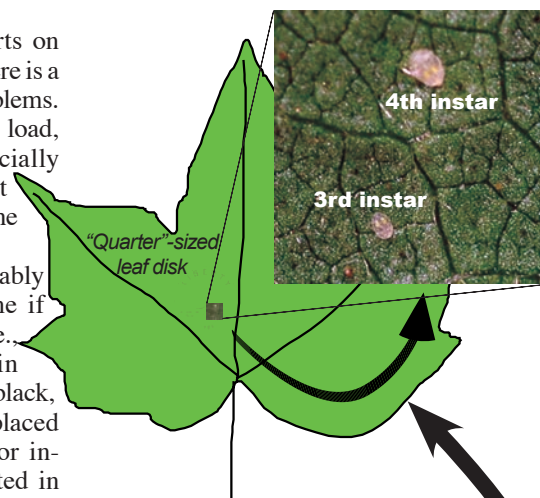 rts on
re is a
blems.
load,
cially
t
ne
ably
ne if
e.,
in
black,
placed
or in-
ted in
"Quarter"-sized
leaf disk
4th instar
3rd instar